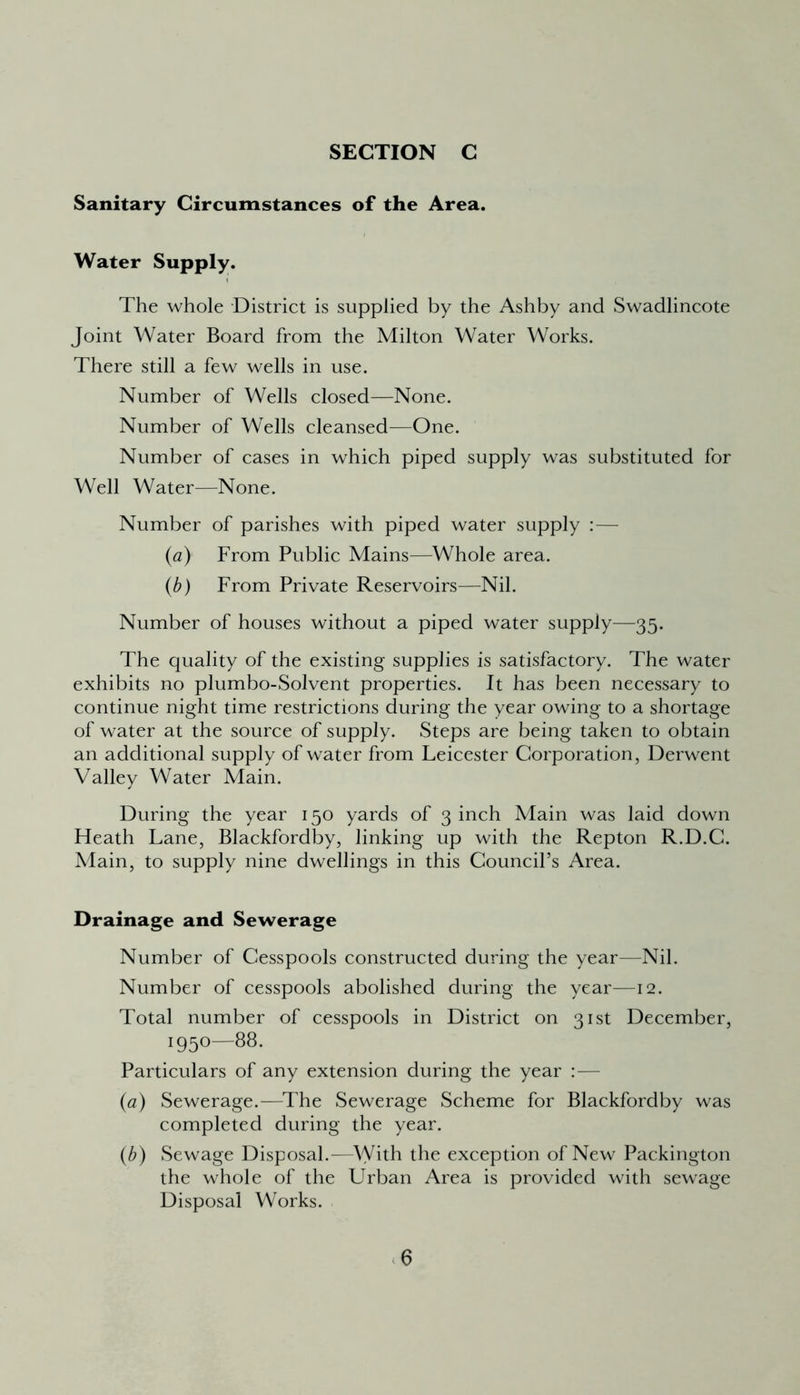 SECTION C
Sanitary Circumstances of the Area.
Water Supply.
The whole District is supplied by the Ashby and Swadlincote
Joint Water Board from the Milton Water Works.
There still a few wells in use.
Number of Wells closed—None.
Number of Wells cleansed—One.
Number of cases in which piped supply was substituted for
Well Water—None.
Number of parishes with piped water supply :—
(a) From Public Mains—Whole area.
(b) From Private Reservoirs—Nil.
Number of houses without a piped water supply—35.
The quality of the existing supplies is satisfactory. The water
exhibits no plumbo-Solvent properties. It has been necessary to
continue night time restrictions during the year owing to a shortage
of water at the source of supply. Steps are being taken to obtain
an additional supply of water from Leicester Corporation, Derwent
Valley Water Main.
During the year 150 yards of 3 inch Main was laid down
Heath Lane, Blackfordby, linking up with the Repton R.D.C.
Main, to supply nine dwellings in this Council's Area.
Drainage and Sewerage
Number of Cesspools constructed during the year—Nil.
Number of cesspools abolished during the year—12.
Total number of cesspools in District on 31st December,
1950—88.
Particulars of any extension during the year :—
(a) Sewerage.—The Sewerage Scheme for Blackfordby was
completed during the year.
(b) Sewage Disposal.—With the exception of New Packington
the whole of the Urban Area is provided with sewage
Disposal Works.
6